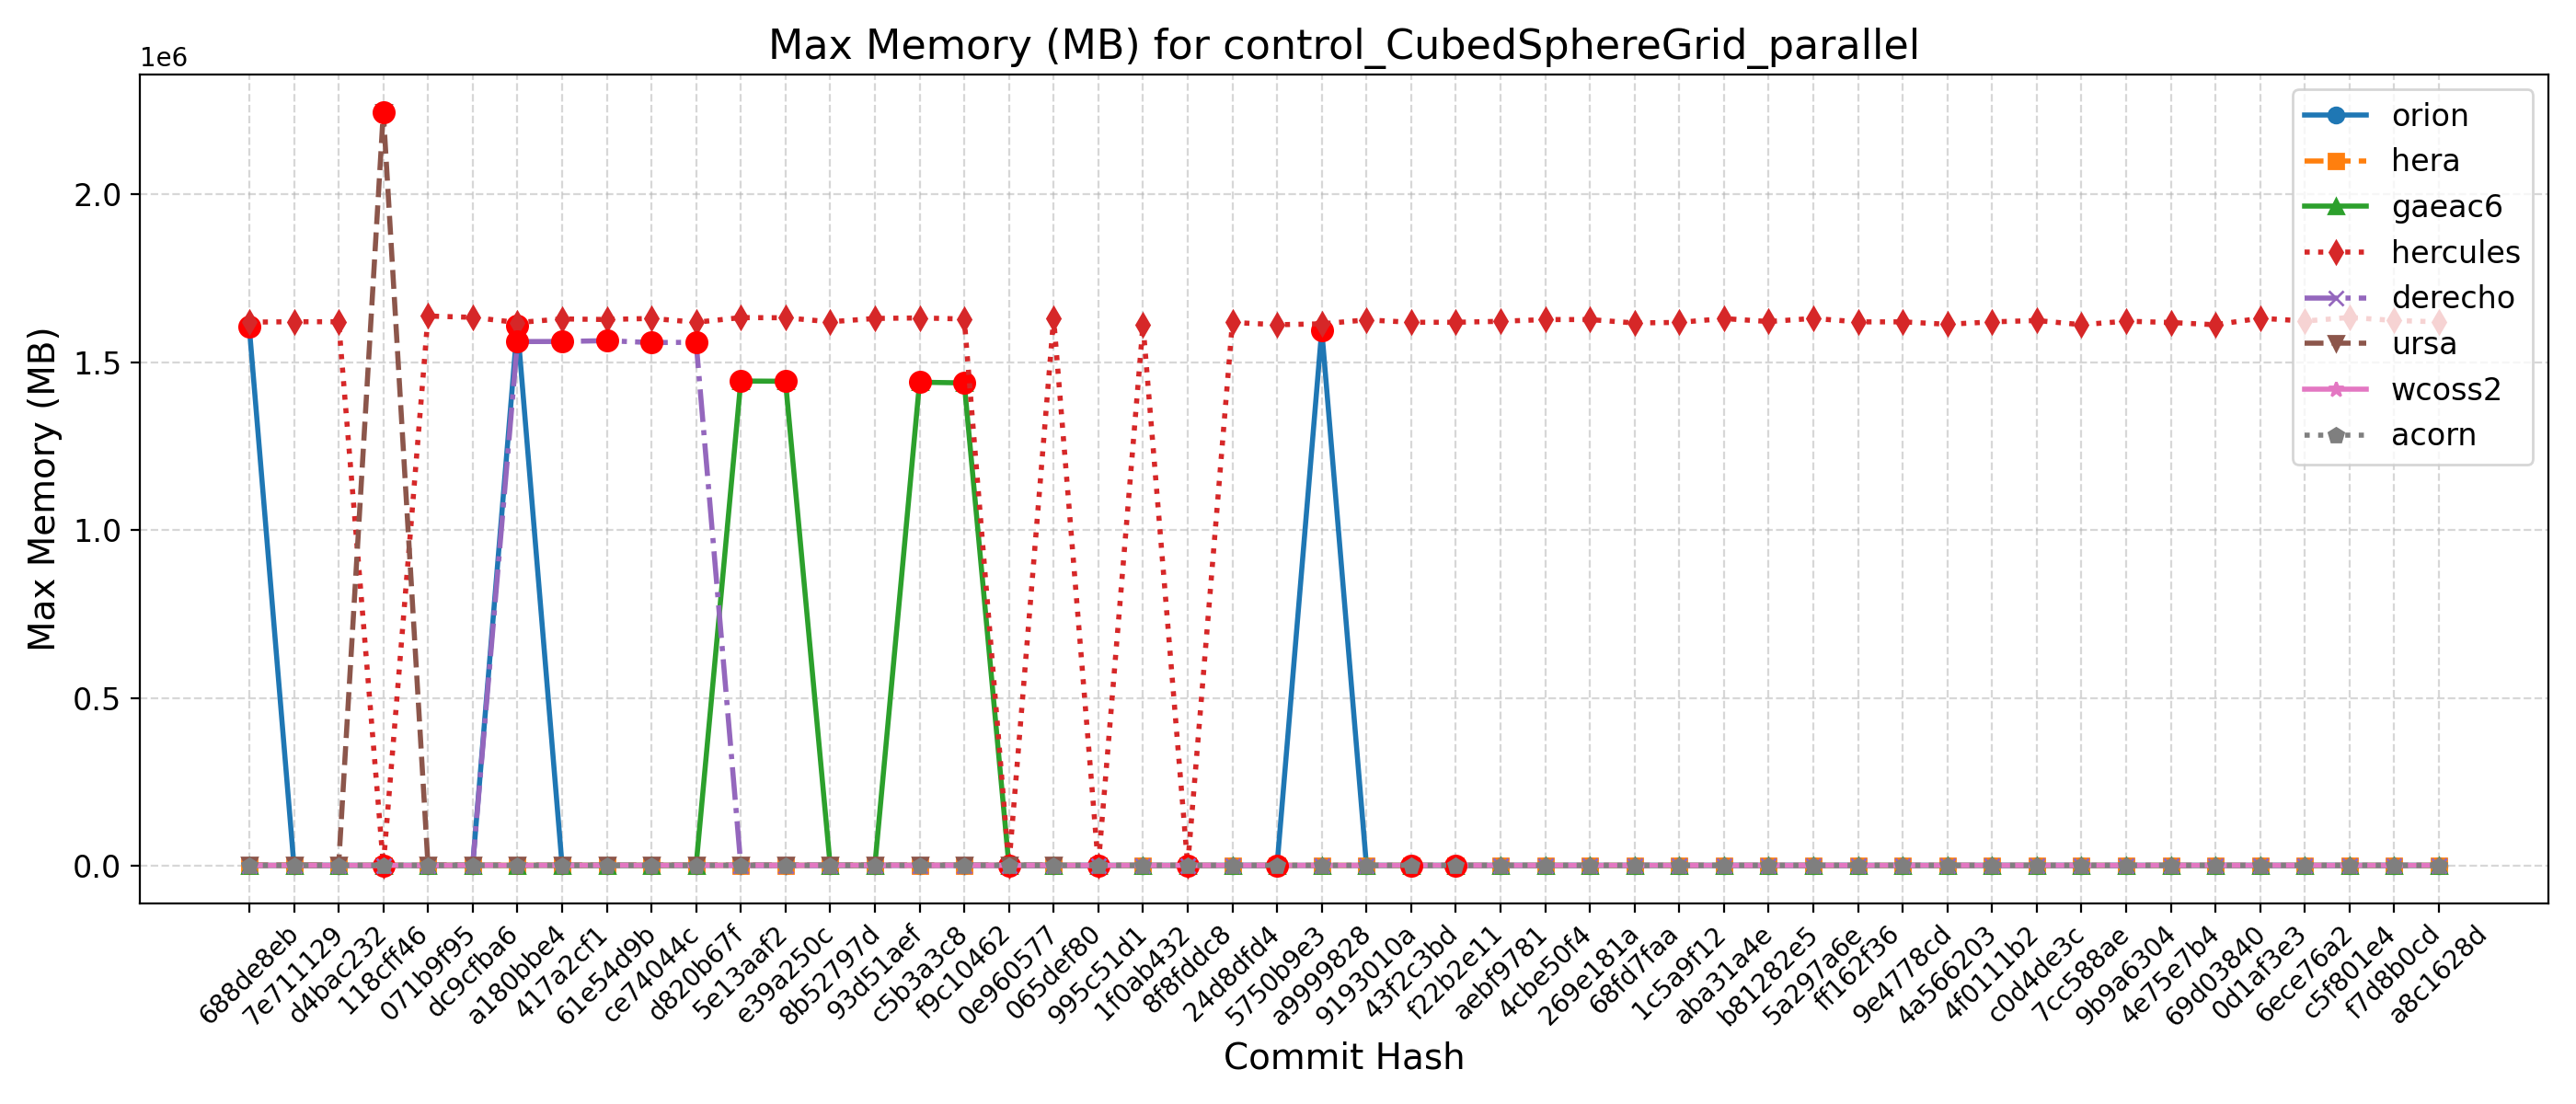 Max Memory (MB) for control_CubedSphereGrid_parallel
1e6
2.0
1.5
1.0
0.5
0.0
Max Memory (MB)
orion
hera
gaeac6
hercules
derecho
ursa
wcoss2
acorn
688de8eb
7e711129
d4bac232
118cff46
071b9f95
dc9cfba6
a180bbe4
417a2cf1
61e54d9b
ce74044c
d820b67f
5e13aaf2
e39a250c
8b52797d
93d51aef
c5b3a3c8
f9c10462
0e960577
065def80
995c51d1
1f0ab432
8f8fddc8
24d8dfd4
5750b9e3
a9999828
9193010a
43f2c3bd
f22b2e11
aebf9781
4cbe50f4
269e181a
68fd7faa
1c5a9f12
aba31a4e
b81282e5
5a297a6e
ff162f36
9e4778cd
4a566203
4f0111b2
c0d4de3c
7cc588ae
9b9a6304
4e75e7b4
69d03840
0d1af3e3
6ece76a2
c5f801e4
f7d8b0cd
a8c1628d
Commit Hash